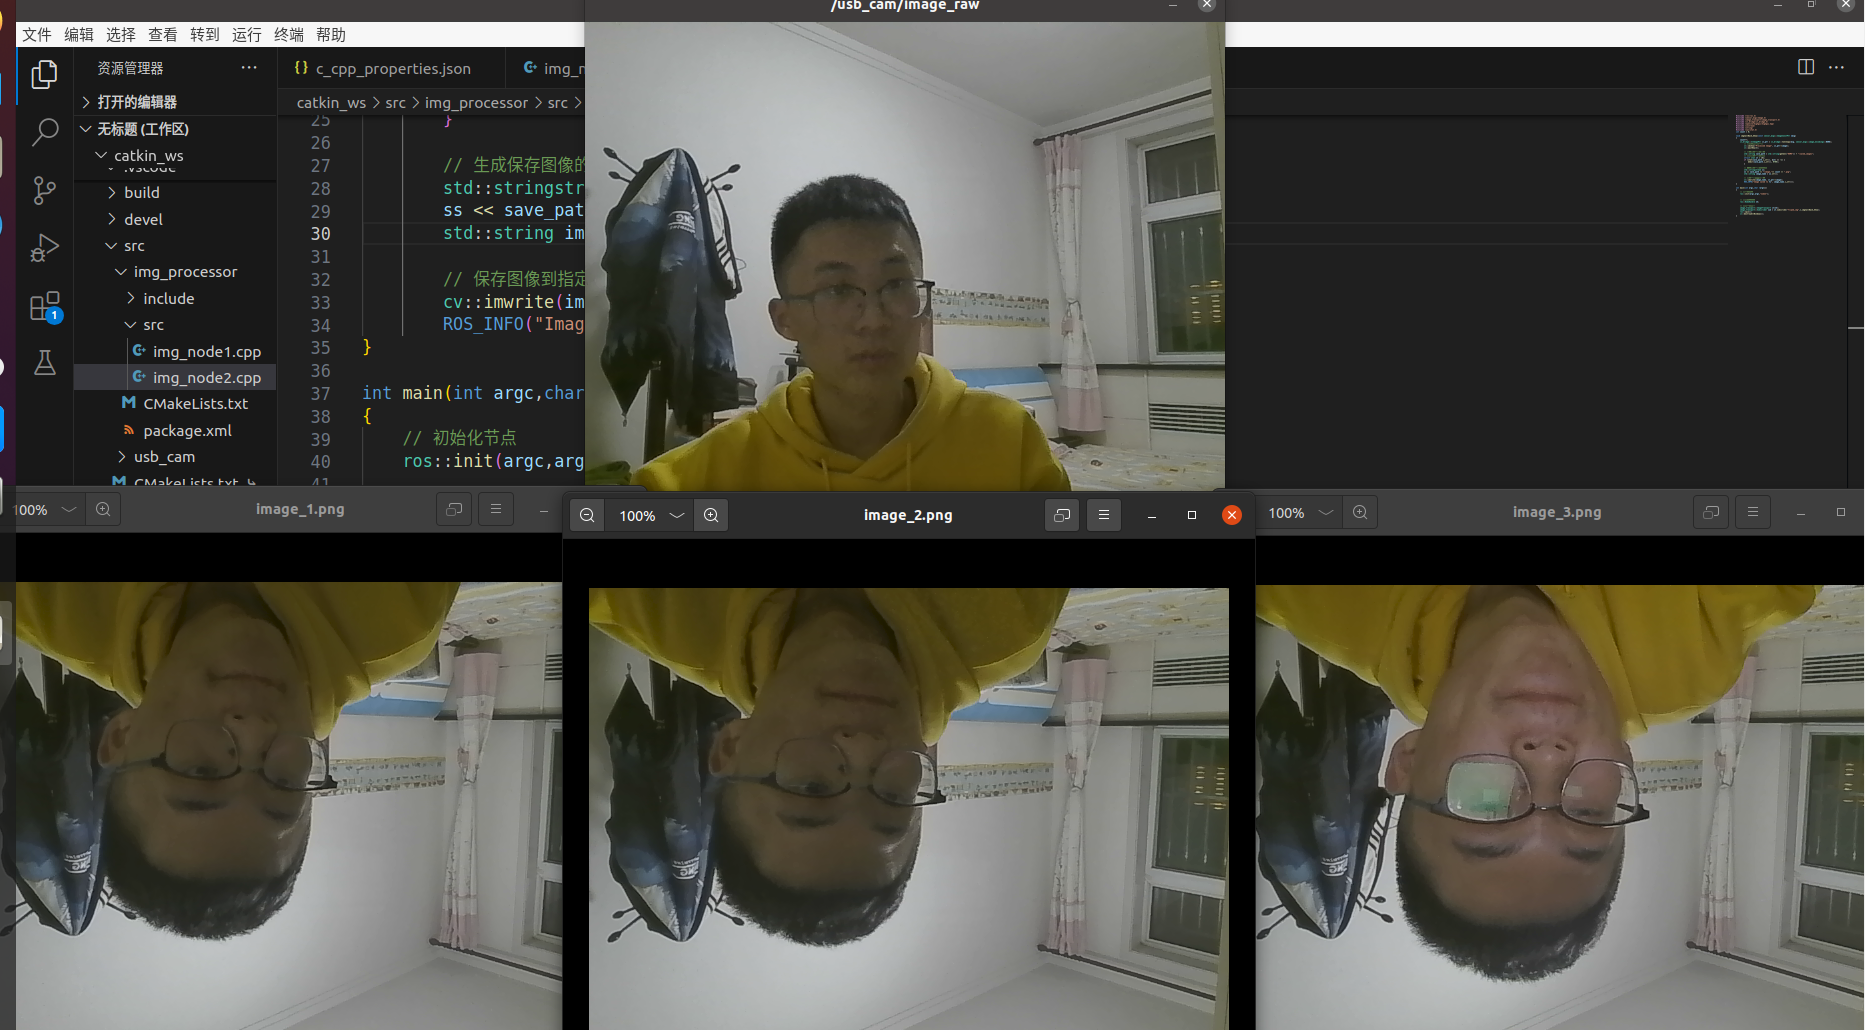 /usb_cam/image_raw
文件 编辑 选择 查看 转到 运行 终端 帮助
资源管理器
打开的编辑器
无标题 (工作区)
catkin_ws
.vscode
build
devel
src
img_processor
include
src
img_node1.cpp
img_node2.cpp
CMakeLists.txt
package.xml
usb_cam
CMakeLists.txt
1
c_cpp_properties.json
img_n
catkin_ws > src > img_processor > src >
25 }
26
27 // 生成保存图像的
28 std::stringstr
29 ss << save_pat
30 std::string im
31
32 // 保存图像到指定
33 cv::imwrite(im
34 ROS_INFO("Imag
35 }
36
37 int main(int argc,char
38 {
39 // 初始化节点
40 ros::init(argc,arg
41
100% image_1.png
100% image_2.png
100% image_3.png